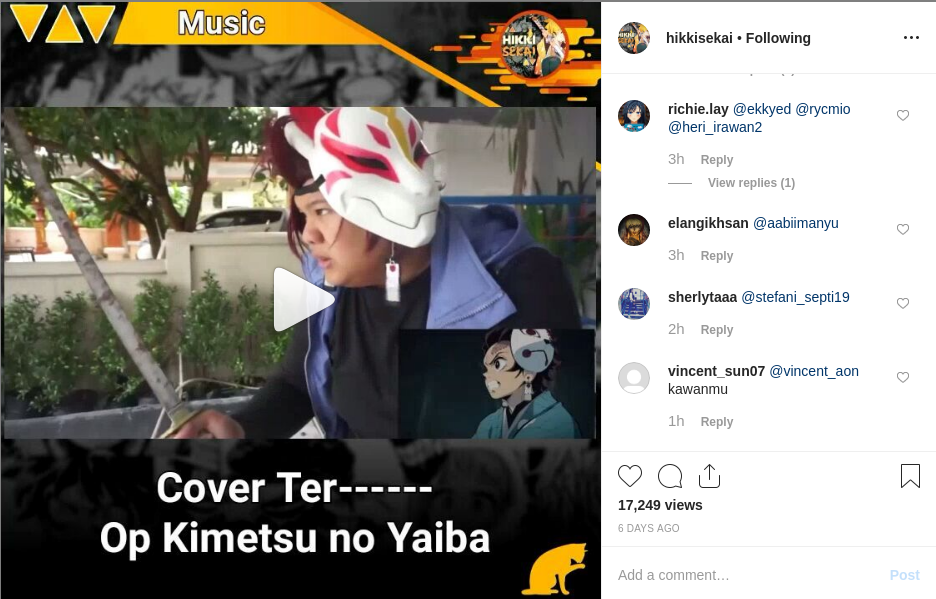 Music
HIKKI
SEKAI
Cover Ter------
Op Kimetsu no Yaiba
hikkisekai • Following
richie.lay @ekkyed @rycmio
@heri_irawan2
3h Reply
View replies (1)
elangikhsan @aabiimanyu
3h Reply
sherlytaaa @stefani_septi19
2h Reply
vincent_sun07 @vincent_aon
kawanmu
1h Reply
17,249 views
6 DAYS AGO
Add a comment… Post